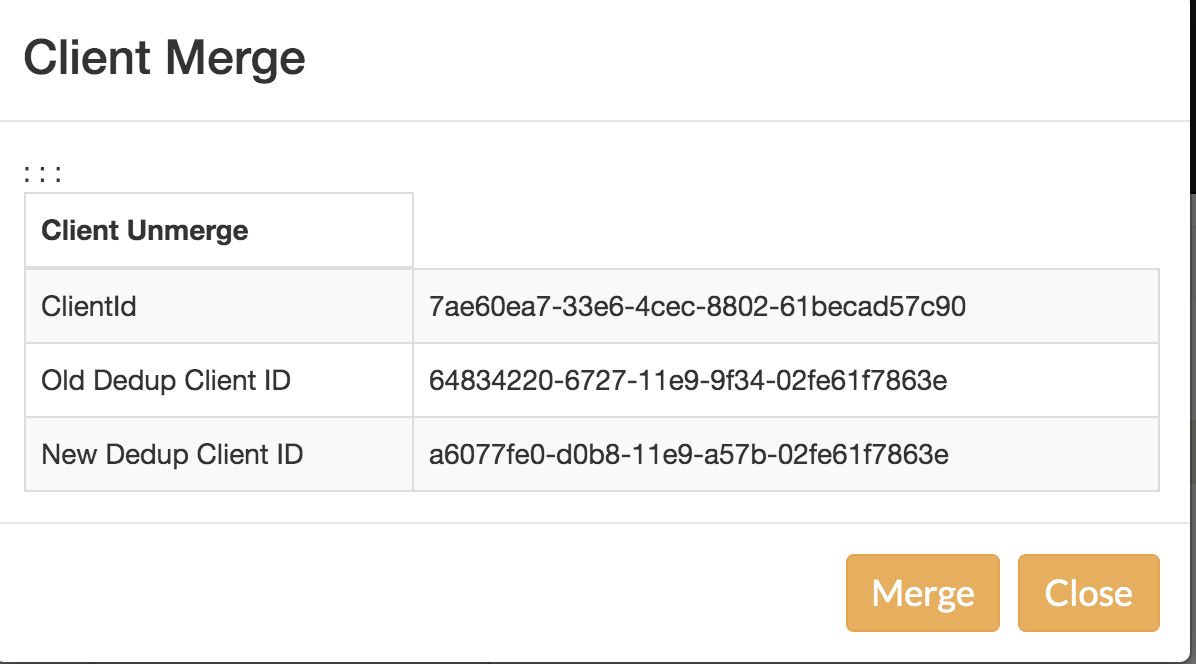 Client Merge
: : :
Client Unmerge
ClientId 7ae60ea7-33e6-4cec-8802-61becad57c90
Old Dedup Client ID 64834220-6727-11e9-9f34-02fe61f7863e
New Dedup Client ID a6077fe0-d0b8-11e9-a57b-02fe61f7863e
Merge Close